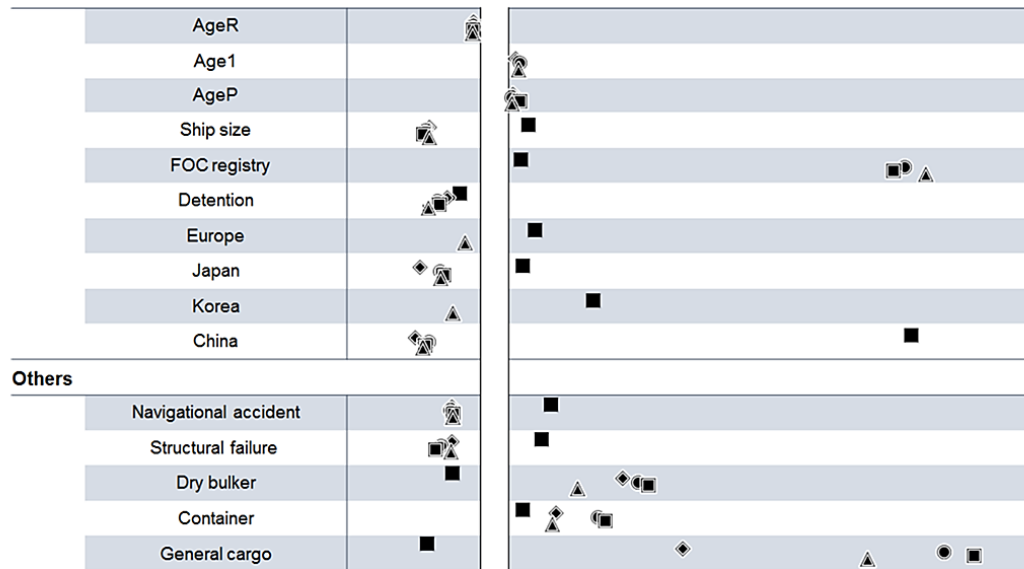 AgeR
Age1
AgeP
Ship size
FOC registry
Detention
Europe
Japan
Korea
China
Others
Navigational accident
Structural failure
Dry bulker
Container
General cargo